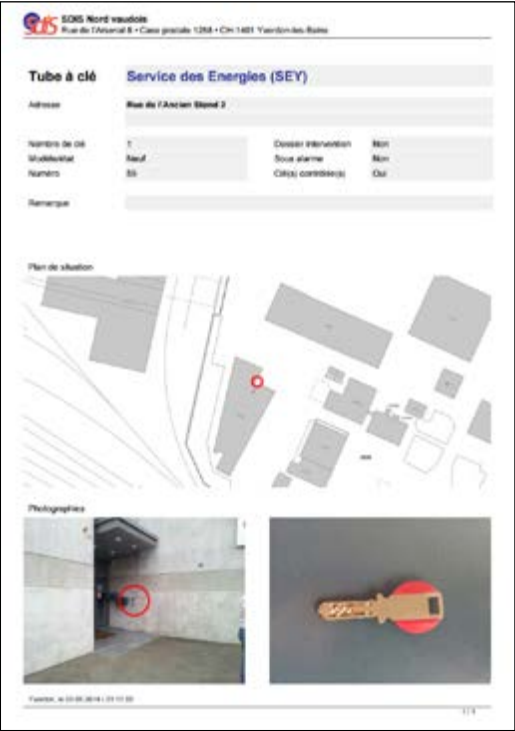 SDIS Nord vaudois
Rue de l'Arsenal 8 • Case postale 1268 • CH-1401 Yverdon-les-Bains
Tube à clé
Service des Energies (SEY)
Adresse
Rue de l'Ancien Stand 2
Nombre de clé
1
Dossier intervention
Non
Modèle/état
Neuf
Sous alarme
Non
Numéro
Clé(s) contrôlée(s)
Oui
Remarque
Plan de situation
Photographies
1 / 1